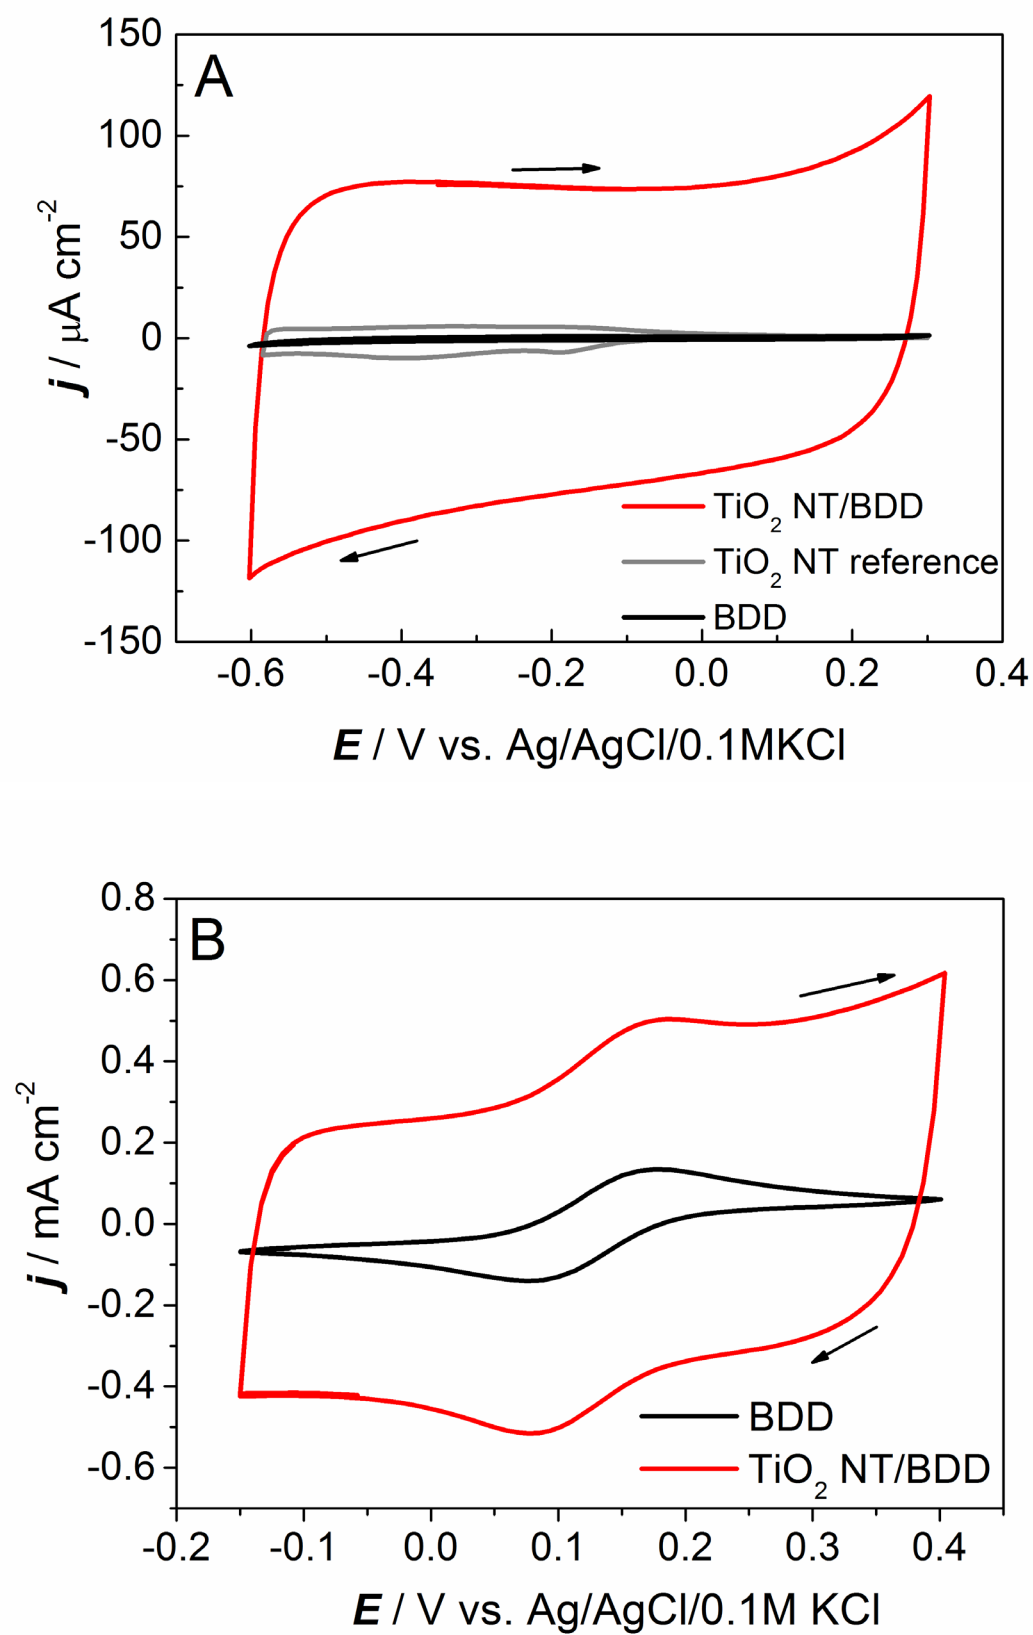 A
150
100
50
0
-50
-100
-150
j / μA cm-2
TiO2 NT/BDD
TiO2 NT reference
BDD
-0.6 -0.4 -0.2 0.0 0.2 0.4
E / V vs. Ag/AgCl/0.1MKCl
B
0.8
0.6
0.4
0.2
0.0
-0.2
-0.4
-0.6
j / mA cm-2
BDD
TiO2 NT/BDD
-0.2 -0.1 0.0 0.1 0.2 0.3 0.4
E / V vs. Ag/AgCl/0.1M KCl